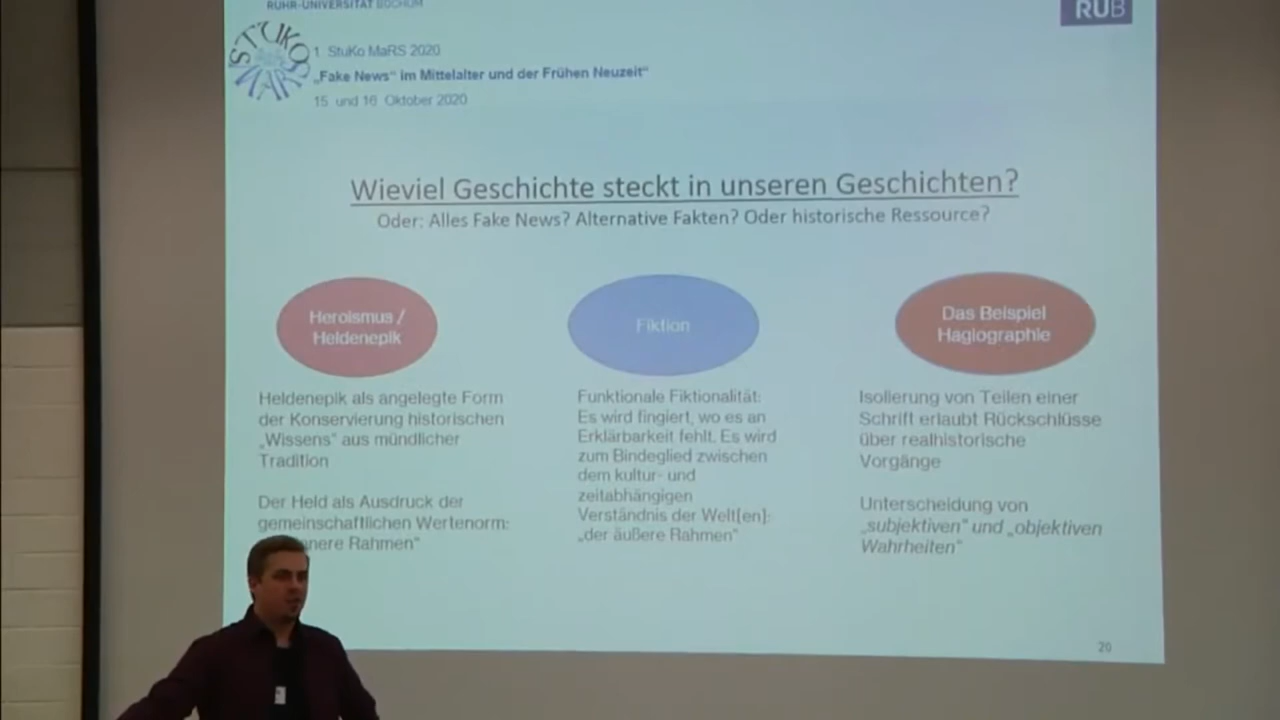 RUHR-UNIVERSITÄT BOCHUM
RUB
STUKO
MARS
1 StuKo MaRS 2020
„Fake News“ im Mittelalter und der Frühen Neuzeit“
15 und 16 Oktober 2020
Wieviel Geschichte steckt in unseren Geschichten?
Oder: Alles Fake News? Alternative Fakten? Oder historische Ressource?
Heroismus /
Heldenepik
Heldenepik als angelegte Form
der Konservierung historischen
„Wissens“ aus mündlicher
Tradition
Der Held als Ausdruck der
gemeinschaftlichen Wertenorm:
Rahmen“
Fiktion
Funktionale Fiktionalität:
Es wird fingiert, wo es an
Erklärbarkeit fehlt. Es wird
zum Bindeglied zwischen
dem kultur- und
zeitabhängigen
Verständnis der Welt[en]:
„der äußere Rahmen“
Das Beispiel
Hagiographie
Isolierung von Teilen einer
Schrift erlaubt Rückschlüsse
über realhistorische
Vorgänge
Unterscheidung von
„subjektiven“ und „objektiven
Wahrheiten“
20